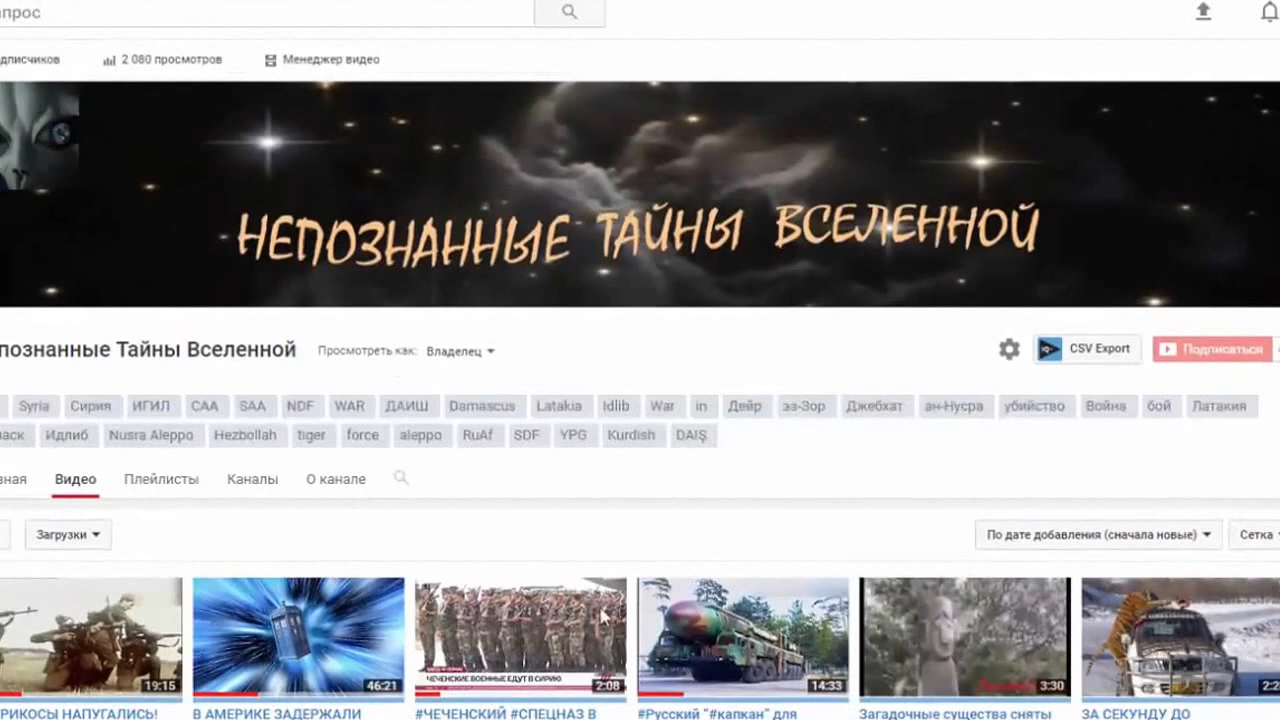 прос
дписчиков 2 080 просмотров Менеджер видео
НЕПОЗНАННЫЕ ТАЙНЫ ВСЕЛЕННОЙ
познанные Тайны Вселенной Просмотреть как: Владелец CSV Export Подписаться
Syria Сирия ИГИЛ САА SAA NDF WAR ДАИШ Damascus Latakia Idlib War in Дейр эз-Зор Джебхат ан-Нусра убийство Война бой Латакия
аск Идлиб Nusra Aleppo Hezbollah tiger force aleppo RuAf SDF YPG Kurdish DAIŞ
вная Видео Плейлисты Каналы О канале
Загрузки По дате добавления (сначала новые) Сетка
ЧЕЧЕНСКИЕ ВОЕННЫЕ ЕДУТ В СИРИЮ
19:15 46:21 2:08 14:33 3:30 2:2
РИКОСЫ НАПУГАЛИСЬ! В АМЕРИКЕ ЗАДЕРЖАЛИ #ЧЕЧЕНСКИЙ #СПЕЦНАЗ В #Русский "#капкан" для Загадочные существа сняты ЗА СЕКУНДУ ДО